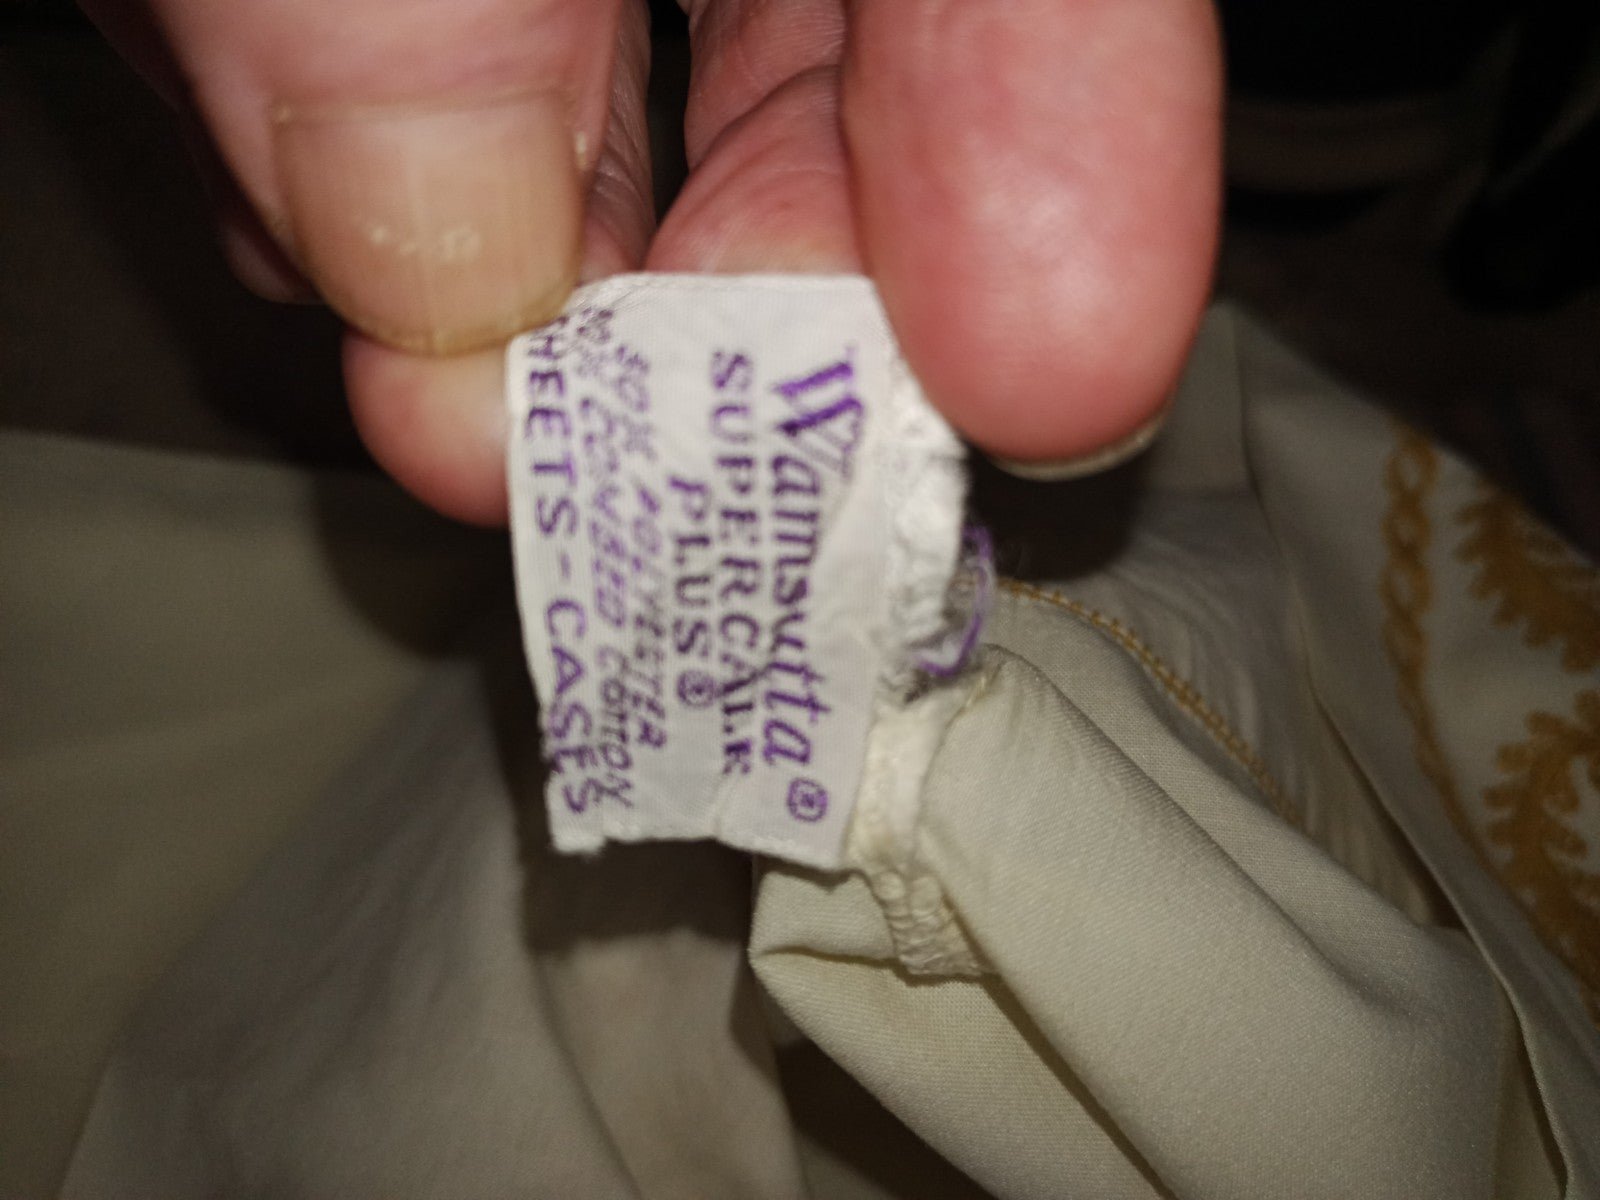 Wamsutta®
SUPERCALE
PLUS®
50% POLYESTER
50% COMBED COTTON
SHEETS-CASES